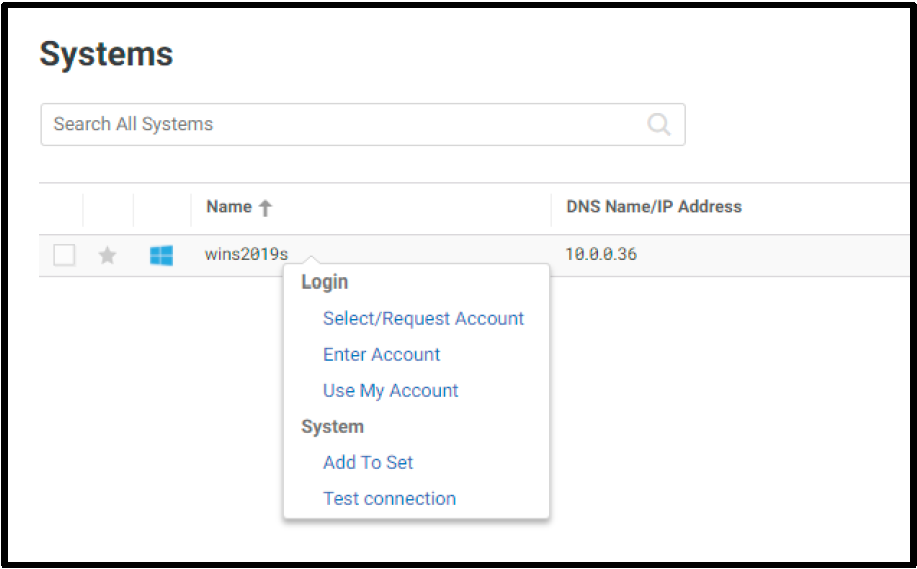 Systems
Search All Systems
Name DNS Name/IP Address
wins2019s 10.0.0.36
Login
Select/Request Account
Enter Account
Use My Account
System
Add To Set
Test connection